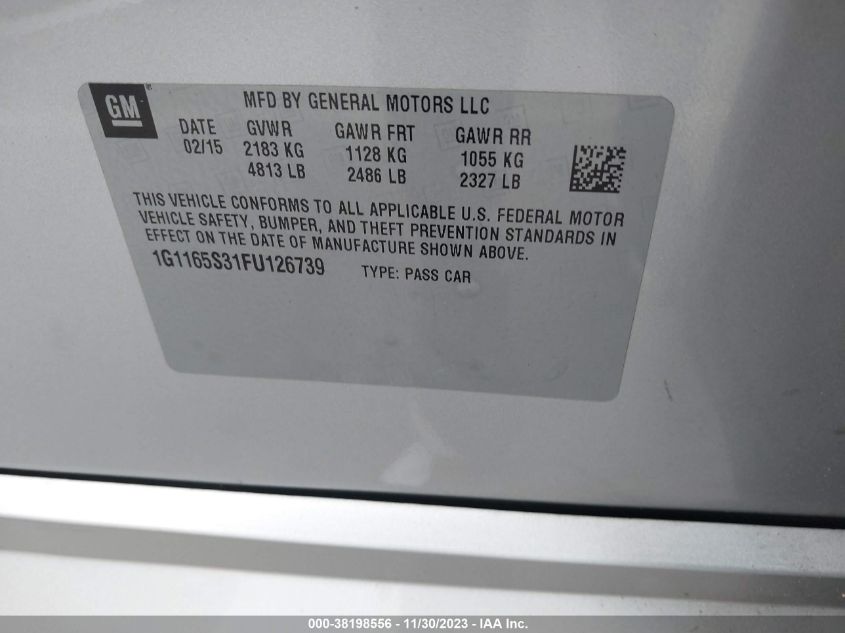 GM
MFD BY GENERAL MOTORS LLC
DATE GVWR GAWR FRT GAWR RR
02/15 2183 KG 1128 KG 1055 KG
4813 LB 2486 LB 2327 LB
THIS VEHICLE CONFORMS TO ALL APPLICABLE U.S. FEDERAL MOTOR
VEHICLE SAFETY, BUMPER, AND THEFT PREVENTION STANDARDS IN
EFFECT ON THE DATE OF MANUFACTURE SHOWN ABOVE.
1G1165S31FU126739 TYPE: PASS CAR
000-38198556 - 11/30/2023 - IAA Inc.